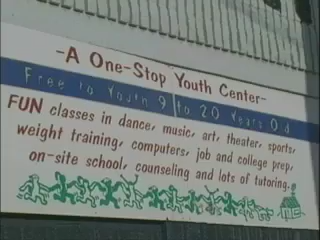 -A One-Stop Youth Center-
Free to Youth 9 to 20 Years Old
FUN classes in dance, music, art, theater, sports,
weight training, computers, job and college prep,
on-site school, counseling and lots of tutoring.